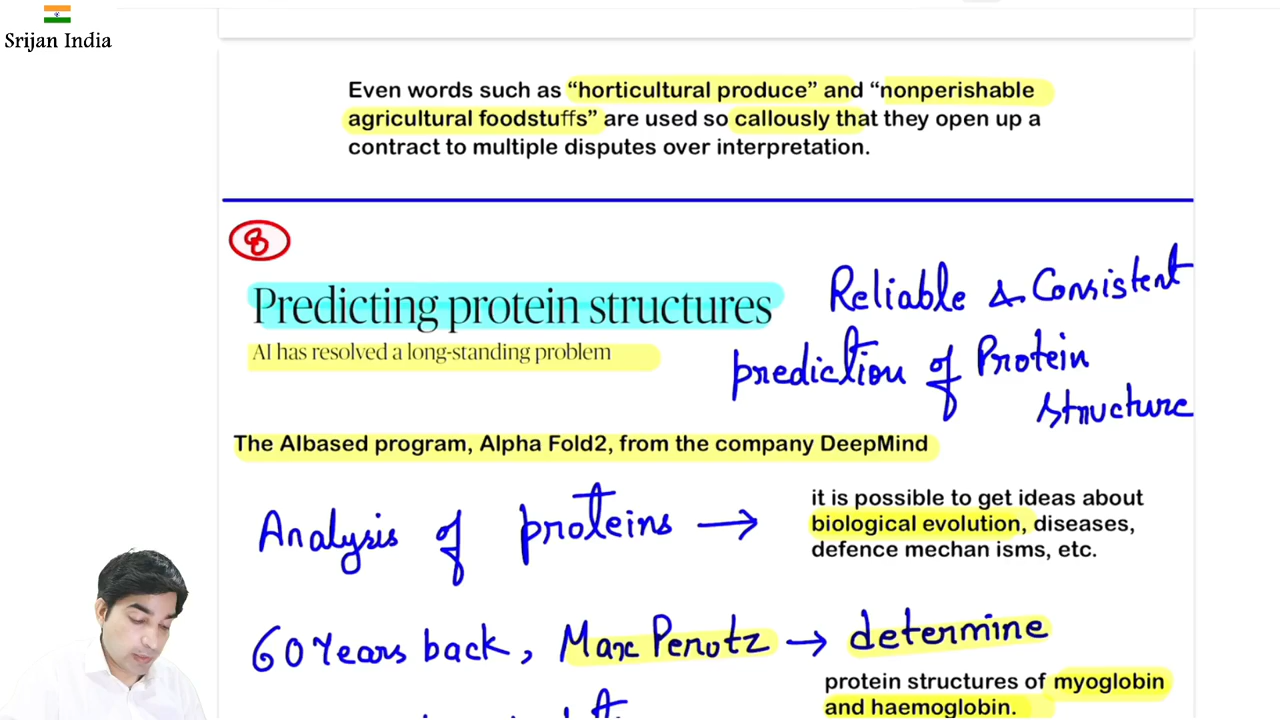 Srijan India
Even words such as “horticultural produce” and “nonperishable
agricultural foodstuffs” are used so callously that they open up a
contract to multiple disputes over interpretation.
8
Predicting protein structures
AI has resolved a long-standing problem
Reliable & Consistent
prediction of Protein
structure
The AIbased program, Alpha Fold2, from the company DeepMind
Analysis of proteins →
it is possible to get ideas about
biological evolution, diseases,
defence mechan isms, etc.
60 Years back, Max Perutz → determine
protein structures of myoglobin
and haemoglobin.